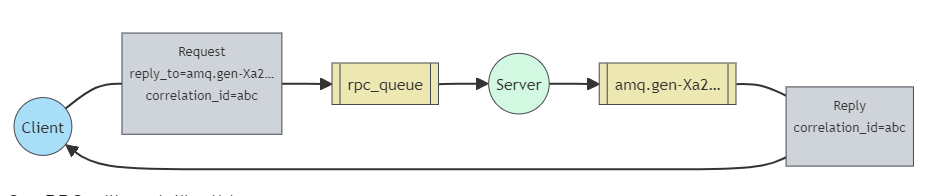 Client
Request
reply_to=amq.gen-Xa2...
correlation_id=abc
rpc_queue
Server
amq.gen-Xa2...
Reply
correlation_id=abc